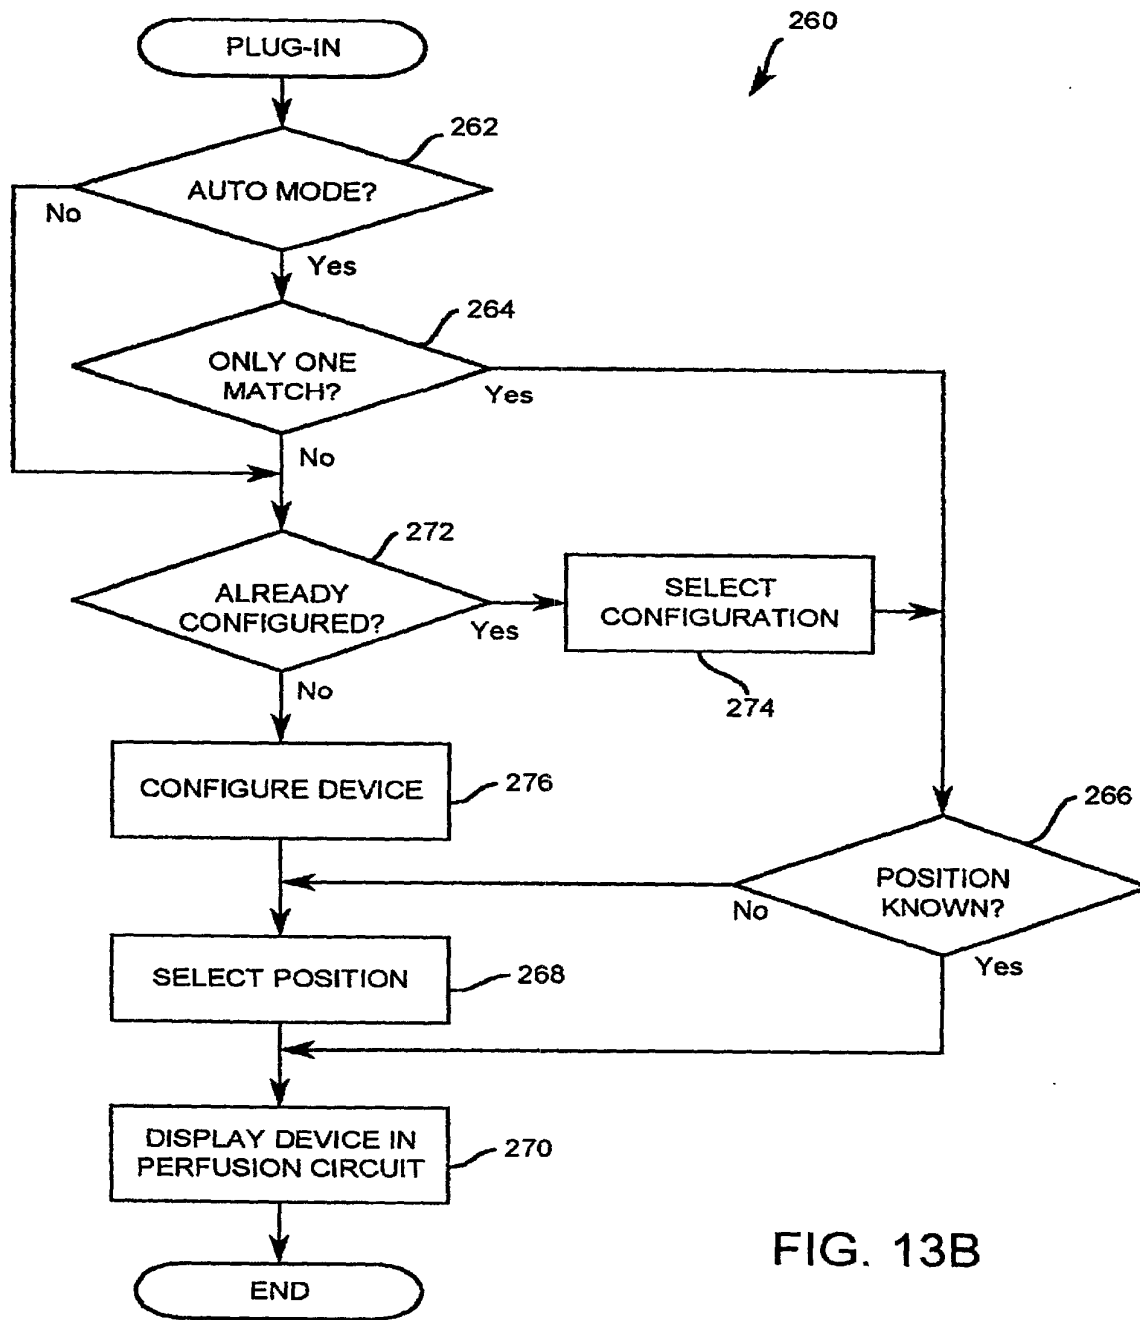 260
PLUG-IN
262
AUTO MODE?
No
Yes
264
ONLY ONE
MATCH?
Yes
No
272
ALREADY
CONFIGURED?
Yes
No
SELECT
CONFIGURATION
274
CONFIGURE DEVICE
276
266
POSITION
KNOWN?
No
Yes
SELECT POSITION
268
DISPLAY DEVICE IN
PERFUSION CIRCUIT
270
END
FIG. 13B